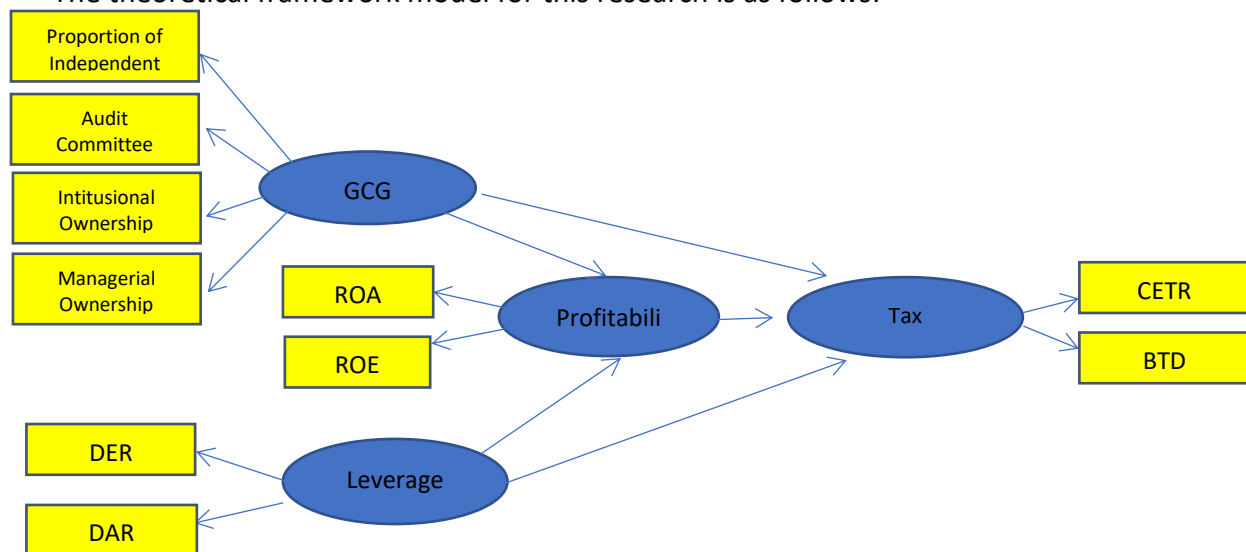 The theoretical framework model for this research is as follows:
Proportion of
Independent
Audit
Committee
Intitusional
Ownership
Managerial
Ownership
GCG
ROA
ROE
Profitabili
Tax
CETR
BTD
DER
DAR
Leverage